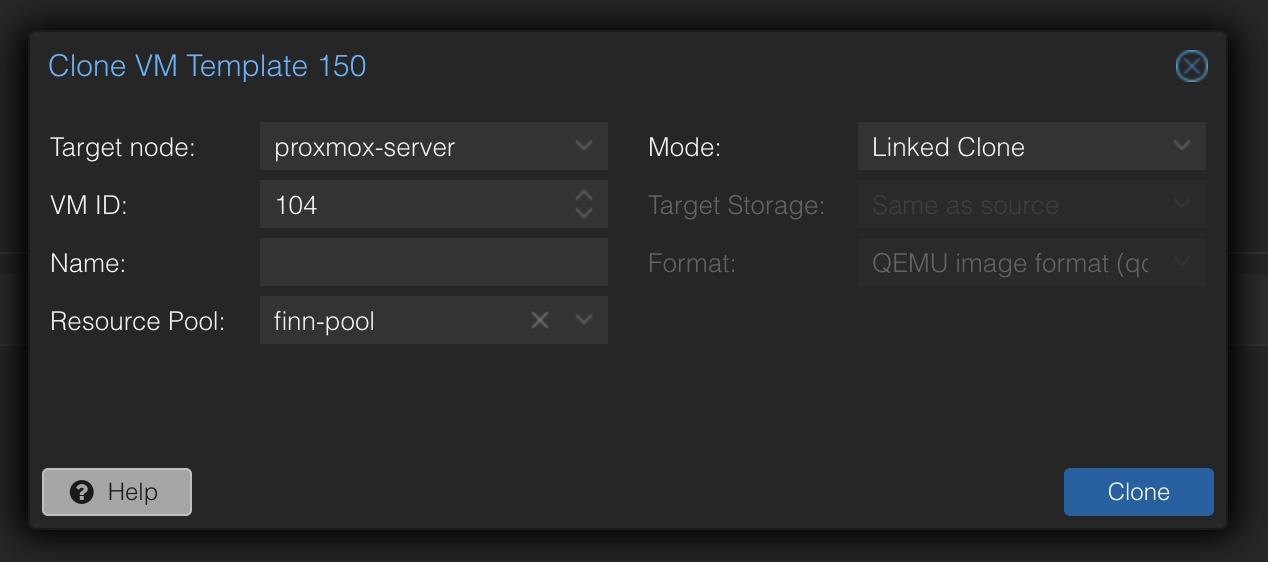 Clone VM Template 150
Target node: proxmox-server
Mode: Linked Clone
VM ID: 104
Target Storage: Same as source
Name:
Format: QEMU image format (qc
Resource Pool: finn-pool
Help
Clone